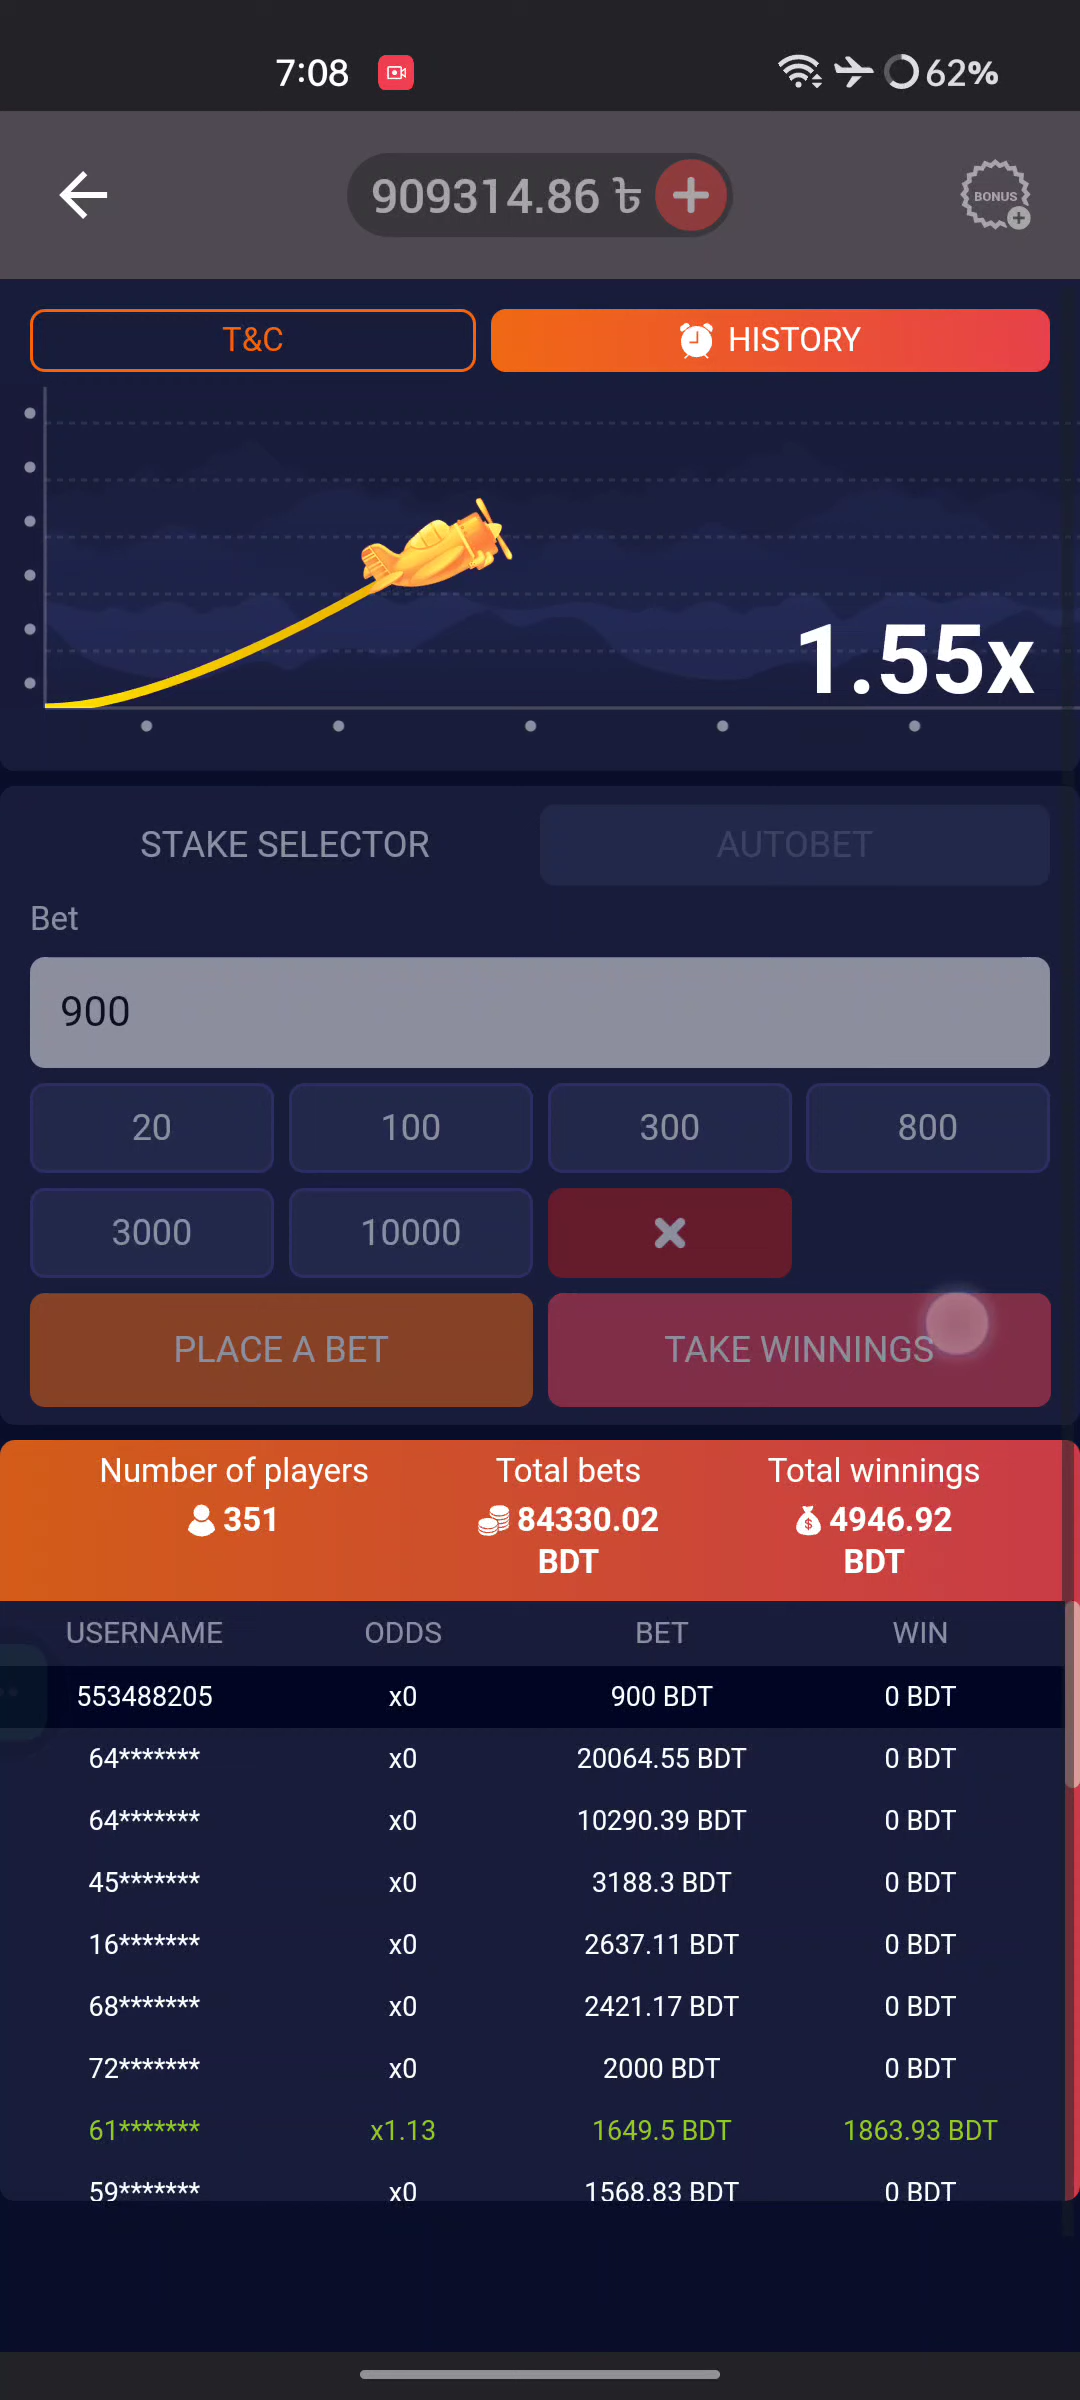 7:08 62%
909314.86 ৳ BONUS
T&C HISTORY
1.55x
STAKE SELECTOR AUTOBET
Bet
900
20 100 300 800
3000 10000
PLACE A BET TAKE WINNINGS
Number of players Total bets Total winnings
351 84330.02 4946.92
BDT BDT
USERNAME ODDS BET WIN
553488205 x0 900 BDT 0 BDT
64******* x0 20064.55 BDT 0 BDT
64******* x0 10290.39 BDT 0 BDT
45******* x0 3188.3 BDT 0 BDT
16******* x0 2637.11 BDT 0 BDT
68******* x0 2421.17 BDT 0 BDT
72******* x0 2000 BDT 0 BDT
61******* x1.13 1649.5 BDT 1863.93 BDT
59******* x0 1568.83 BDT 0 BDT